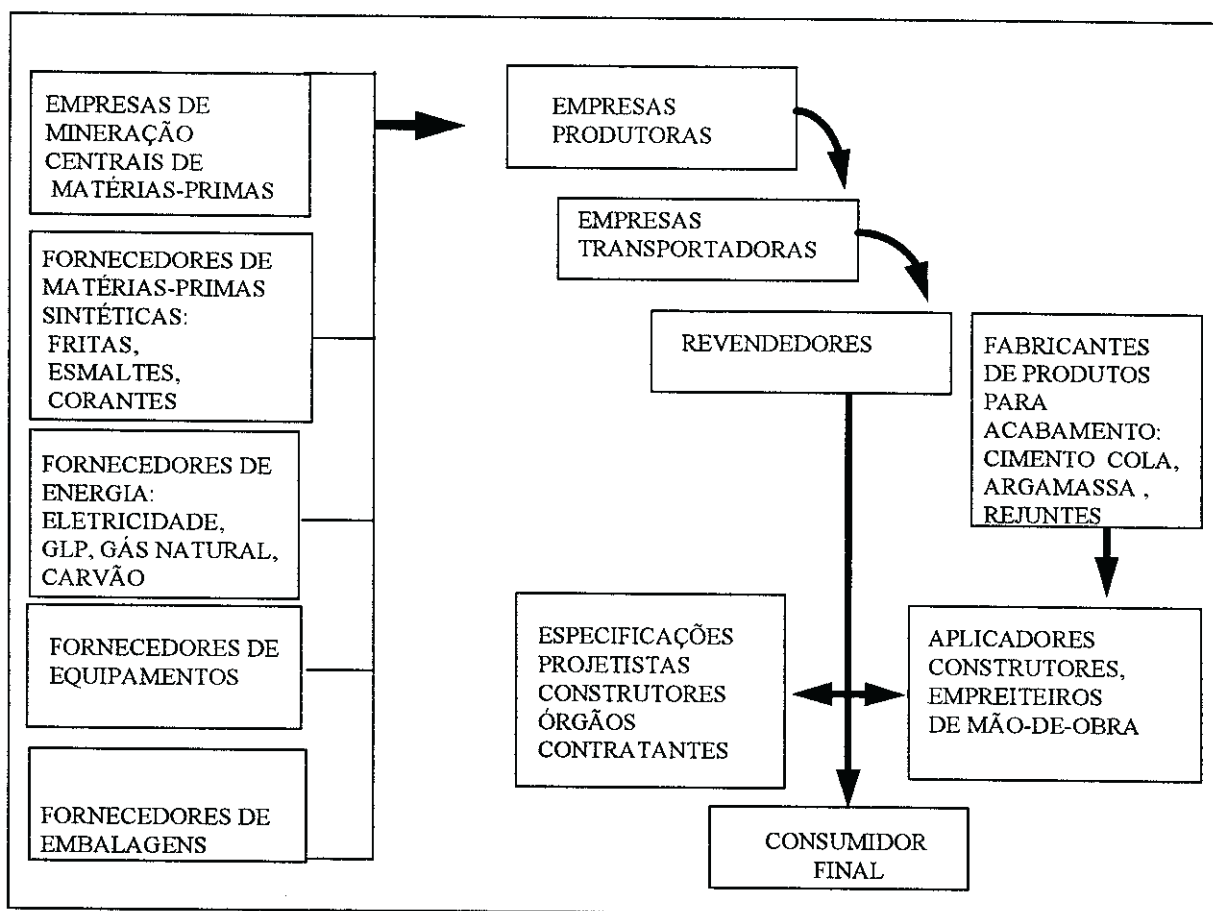 EMPRESAS DE
MINERAÇÃO
CENTRAIS DE
MATÉRIAS-PRIMAS
FORNECEDORES DE
MATÉRIAS-PRIMAS
SINTÉTICAS:
FRITAS,
ESMALTES,
CORANTES
FORNECEDORES DE
ENERGIA:
ELETRICIDADE,
GLP, GÁS NATURAL,
CARVÃO
FORNECEDORES DE
EQUIPAMENTOS
FORNECEDORES DE
EMBALAGENS
EMPRESAS
PRODUTORAS
EMPRESAS
TRANSPORTADORAS
REVENDEDORES
FABRICANTES
DE PRODUTOS
PARA
ACABAMENTO:
CIMENTO COLA,
ARGAMASSA ,
REJUNTES
ESPECIFICAÇÕES
PROJETISTAS
CONSTRUTORES
ÓRGÃOS
CONTRATANTES
APLICADORES
CONSTRUTORES,
EMPREITEIROS
DE MÃO-DE-OBRA
CONSUMIDOR
FINAL